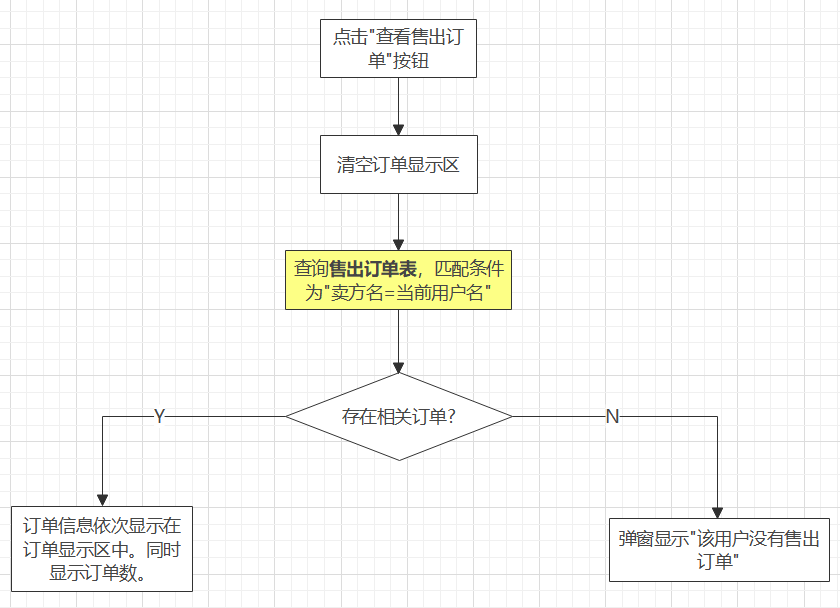 点击"查看售出订
单"按钮
清空订单显示区
查询售出订单表，匹配条件
为"卖方名=当前用户名"
存在相关订单?
Y
N
订单信息依次显示在
订单显示区中。同时
显示订单数。
弹窗显示"该用户没有售出
订单"